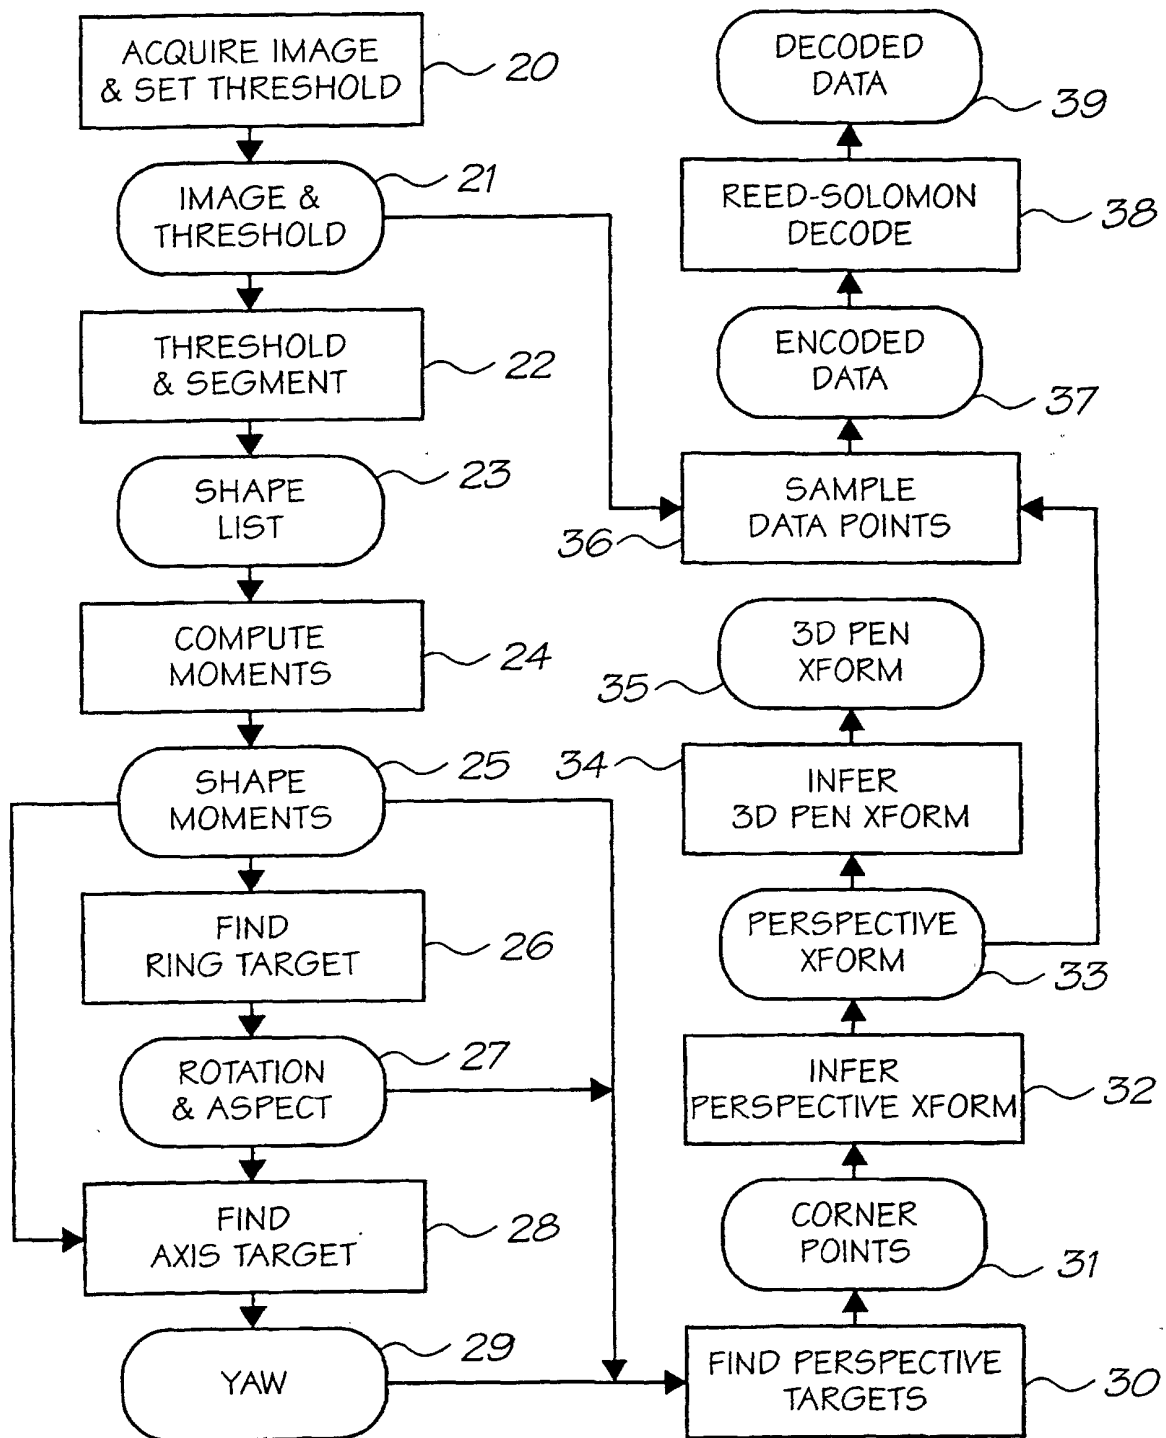 ACQUIRE IMAGE
& SET THRESHOLD
20
IMAGE &
THRESHOLD
21
THRESHOLD
& SEGMENT
22
SHAPE
LIST
23
COMPUTE
MOMENTS
24
SHAPE
MOMENTS
25
FIND
RING TARGET
26
ROTATION
& ASPECT
27
FIND
AXIS TARGET
28
YAW
29
DECODED
DATA
39
REED-SOLOMON
DECODE
38
ENCODED
DATA
37
SAMPLE
DATA POINTS
36
3D PEN
XFORM
35
INFER
3D PEN XFORM
34
PERSPECTIVE
XFORM
33
INFER
PERSPECTIVE XFORM
32
CORNER
POINTS
31
FIND PERSPECTIVE
TARGETS
30